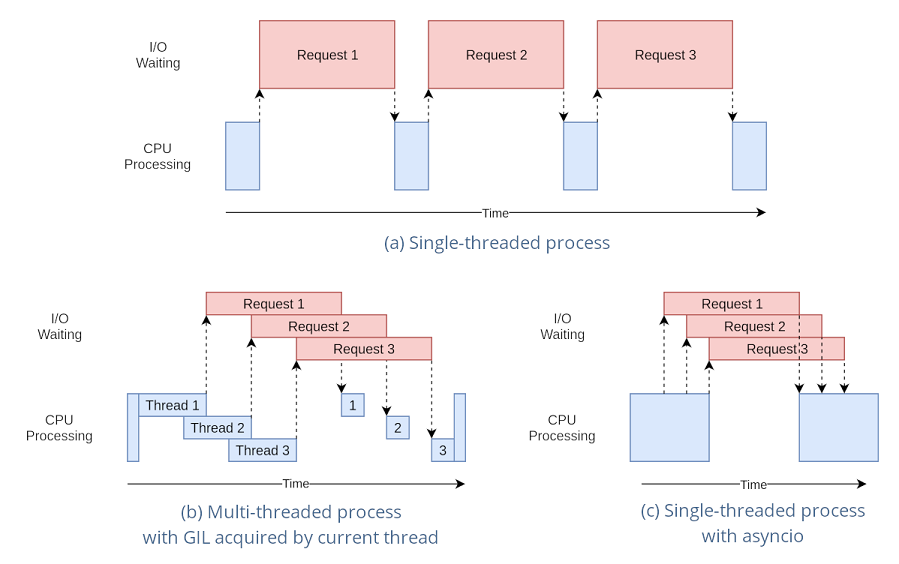 I/O
Waiting
Request 1
Request 2
Request 3
CPU
Processing
Time
(a) Single-threaded process
I/O
Waiting
Request 1
Request 2
Request 3
CPU
Processing
Thread 1
Thread 2
Thread 3
1
2
3
Time
(b) Multi-threaded process
with GIL acquired by current thread
I/O
Waiting
Request 1
Request 2
Request 3
CPU
Processing
Time
(c) Single-threaded process
with asyncio